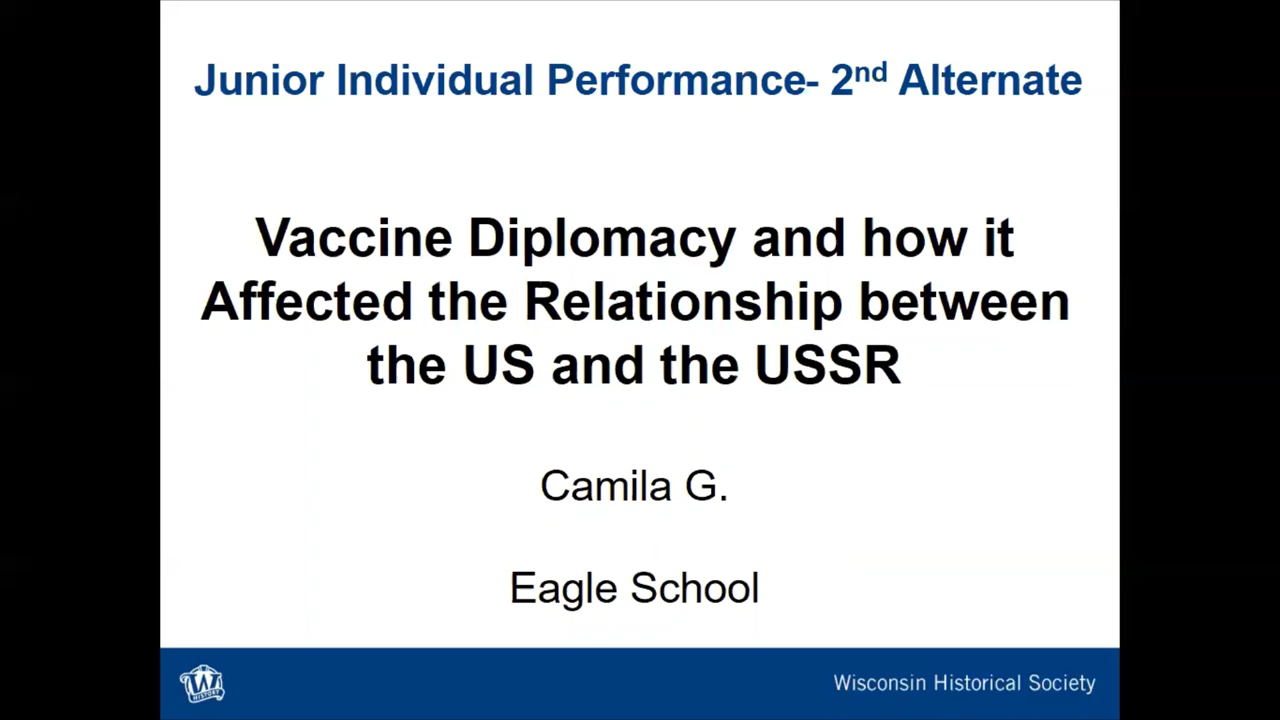 Junior Individual Performance- 2nd Alternate
Vaccine Diplomacy and how it
Affected the Relationship between
the US and the USSR
Camila G.
Eagle School
W
HISTORY
Wisconsin Historical Society